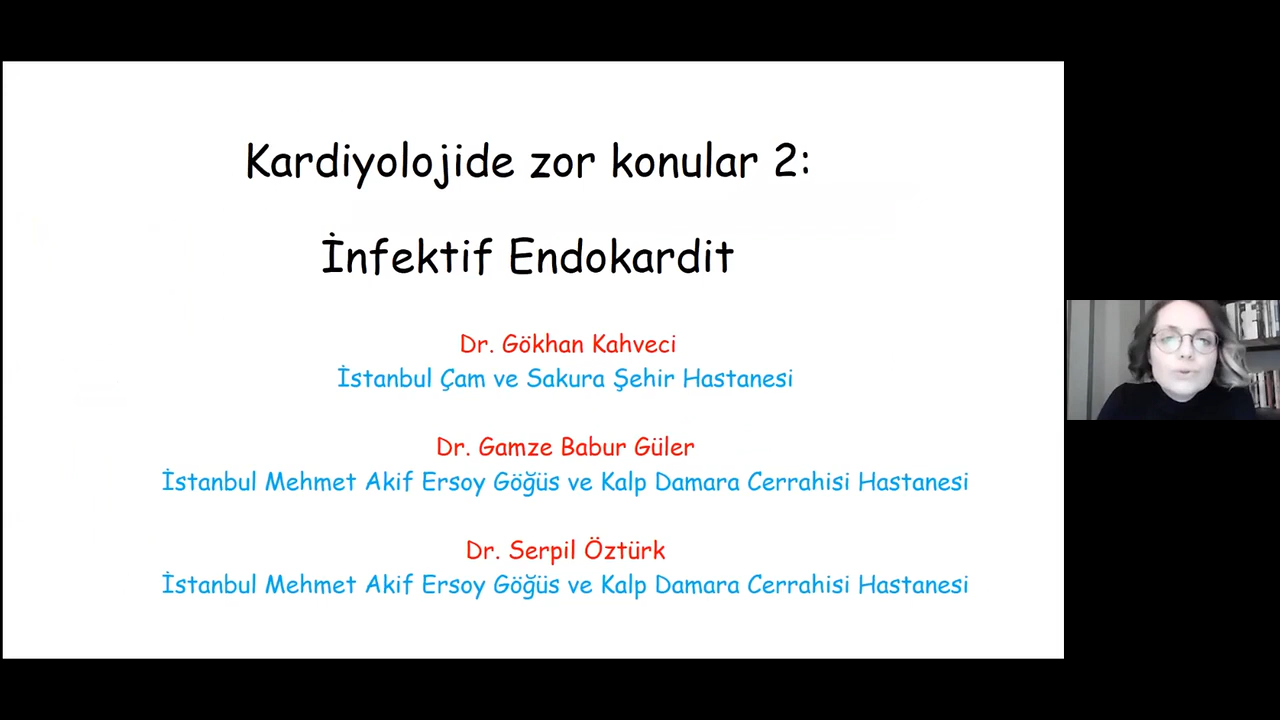 Kardiyolojide zor konular 2:
İnfektif Endokardit
Dr. Gökhan Kahveci
İstanbul Çam ve Sakura Şehir Hastanesi
Dr. Gamze Babur Güler
İstanbul Mehmet Akif Ersoy Göğüs ve Kalp Damara Cerrahisi Hastanesi
Dr. Serpil Öztürk
İstanbul Mehmet Akif Ersoy Göğüs ve Kalp Damara Cerrahisi Hastanesi